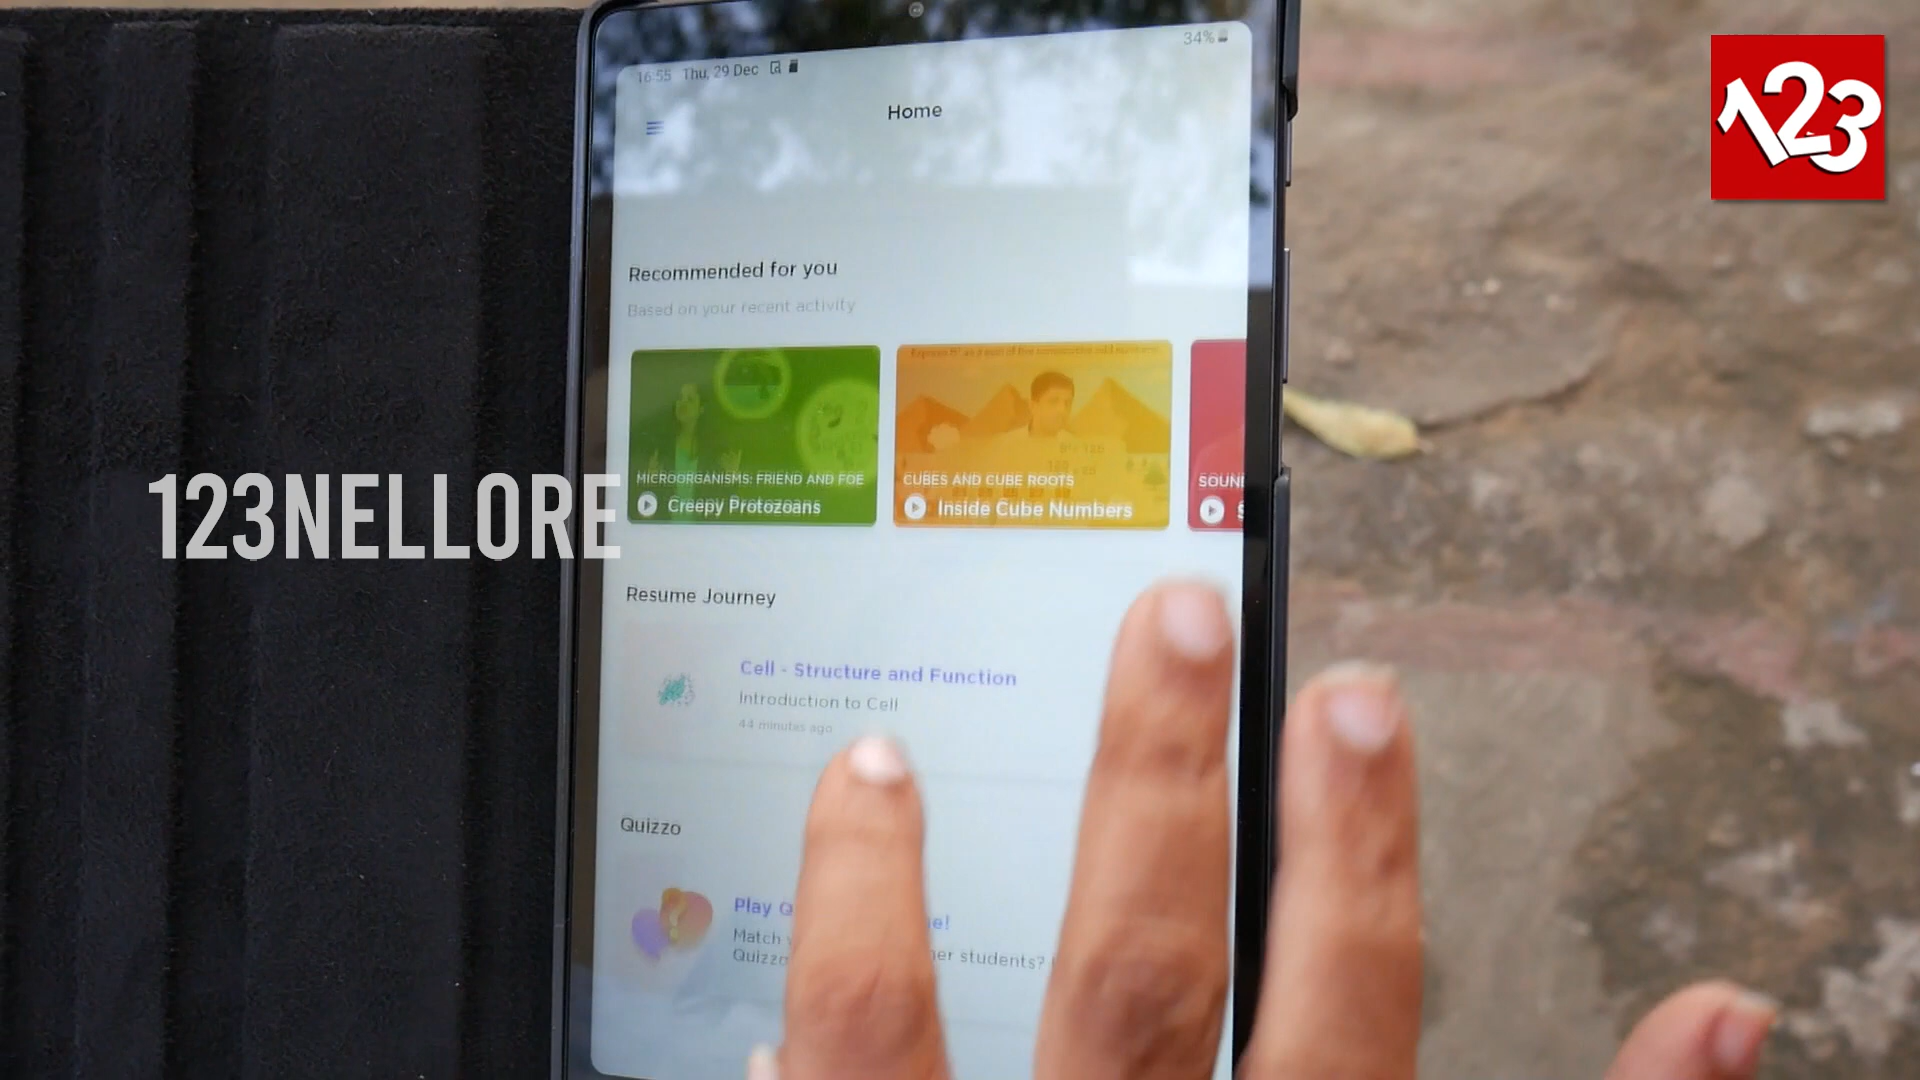 123
16:55 Thu, 29 Dec
34%
Home
Recommended for you
Based on your recent activity
MICROORGANISMS: FRIEND AND FOE
Creepy Protozoans
CUBES AND CUBE ROOTS
Inside Cube Numbers
SOUN
123NELLORE
Resume Journey
Cell - Structure and Function
Introduction to Cell
44 minutes ago
Quizzo
Play
Match
Quizzo
students?